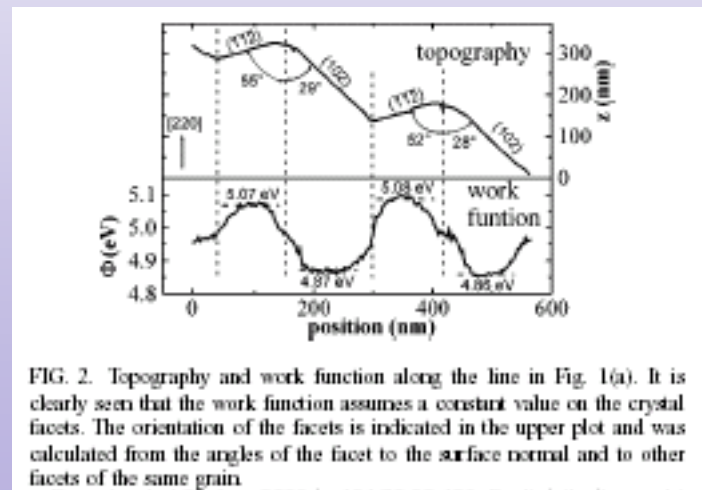 topography
(112) (102) (112) (102)
55° 29° 52° 28°
[220]
300
200
100
0
z (nm)
work
funtion
5.07 eV 5.08 eV
4.87 eV 4.86 eV
5.1
5.0
4.9
4.8
Φ (eV)
0 200 400 600
position (nm)
FIG. 2. Topography and work function along the line in Fig. 1(a). It is
clearly seen that the work function assumes a constant value on the crystal
facets. The orientation of the facets is indicated in the upper plot and was
calculated from the angles of the facet to the surface normal and to other
facets of the same grain.